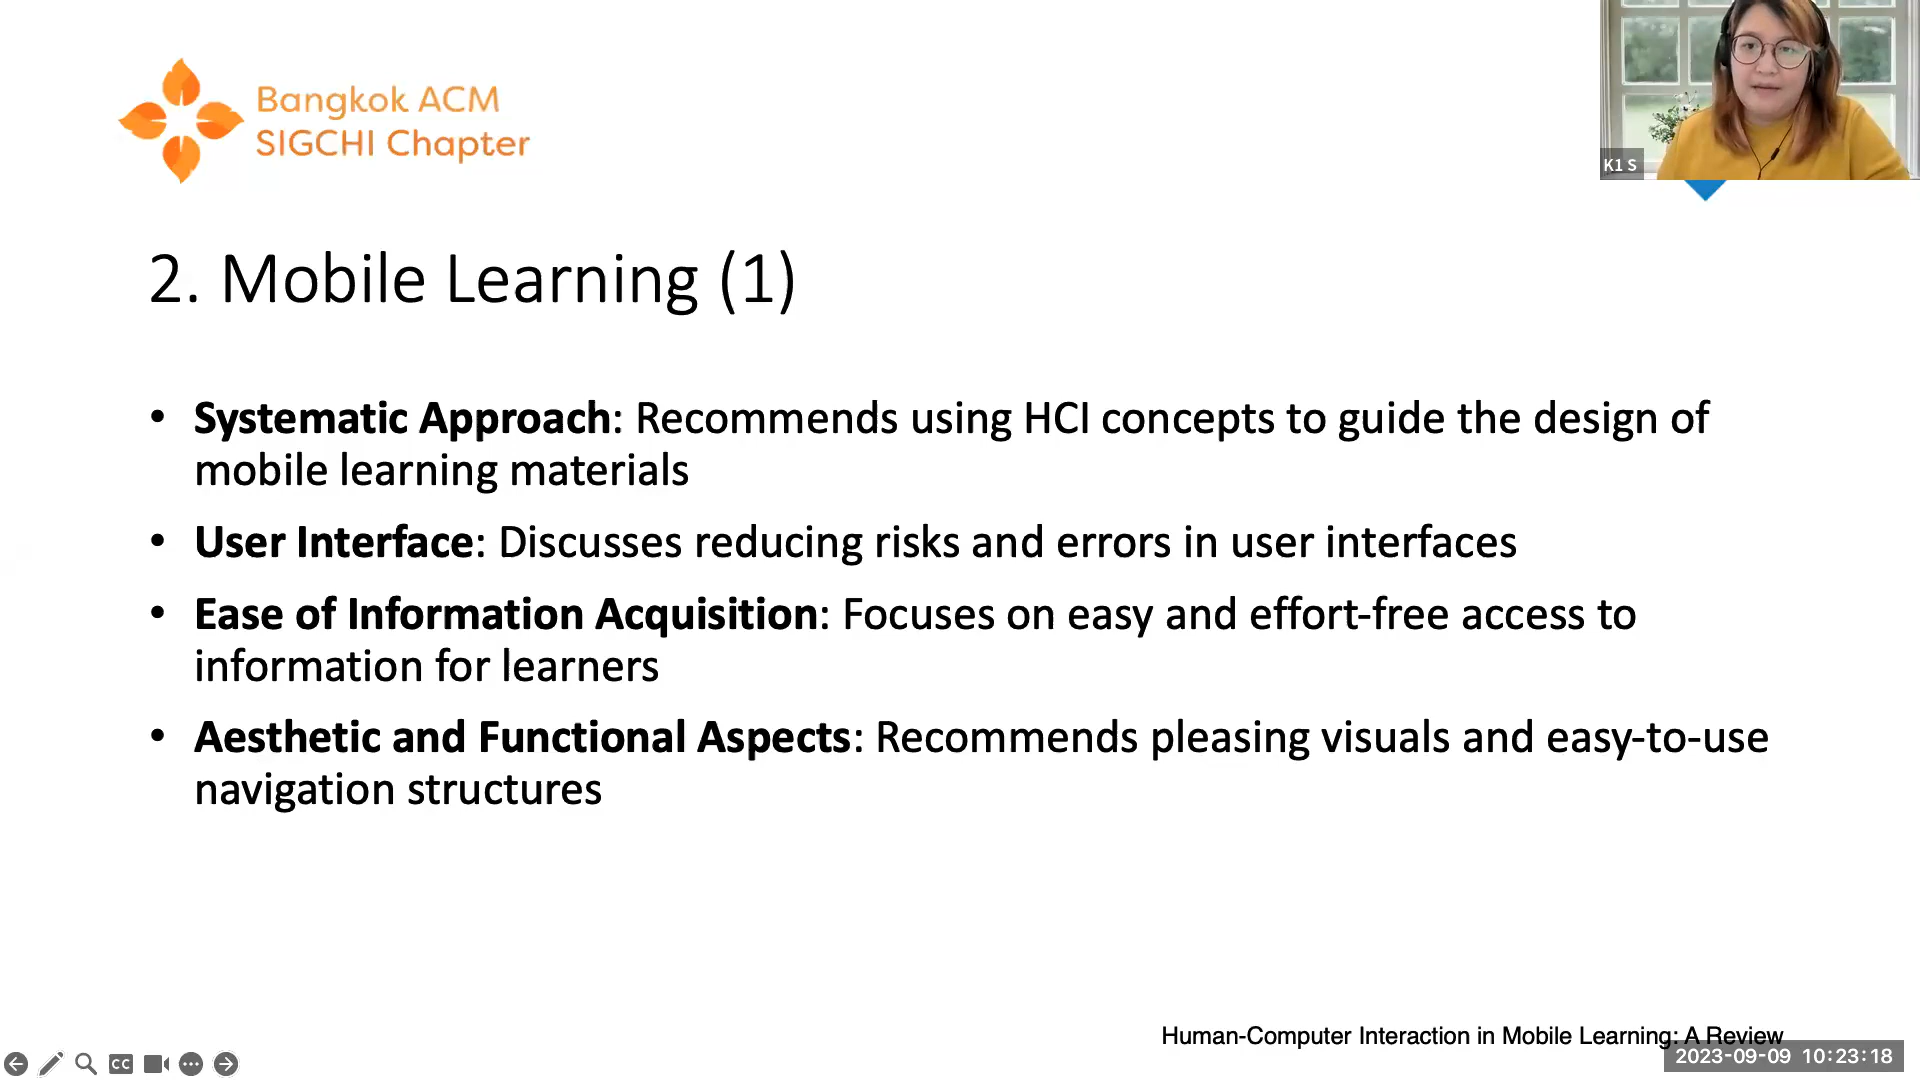 Bangkok ACM
SIGCHI Chapter
K1 S
2. Mobile Learning (1)
• Systematic Approach: Recommends using HCI concepts to guide the design of
mobile learning materials
• User Interface: Discusses reducing risks and errors in user interfaces
• Ease of Information Acquisition: Focuses on easy and effort-free access to
information for learners
• Aesthetic and Functional Aspects: Recommends pleasing visuals and easy-to-use
navigation structures
Human-Computer Interaction in Mobile Learning: A Review
CC
2023-09-09 10:23:18